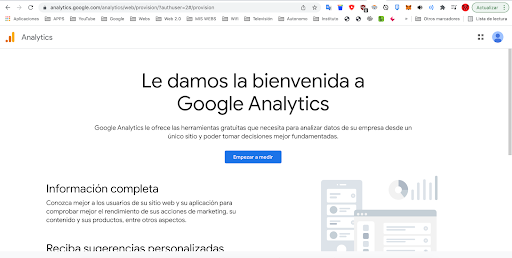 analytics.google.com/analytics/web/provision/?authuser=2#/provision
Actualizar
Aplicaciones APPS YouTube Google Webs Web 2.0 MIS WEBS WIFI Televisión Autonomo Instituto
Otros marcadores Lista de lectura
Analytics
Le damos la bienvenida a
Google Analytics
Google Analytics le ofrece las herramientas gratuitas que necesita para analizar datos de su empresa desde un
único sitio y poder tomar decisiones mejor fundamentadas.
Empezar a medir
Información completa
Conozca mejor a los usuarios de su sitio web y su aplicación para
comprobar mejor el rendimiento de sus acciones de marketing, su
contenido y sus productos, entre otros aspectos.
Reciba sugerencias personalizadas